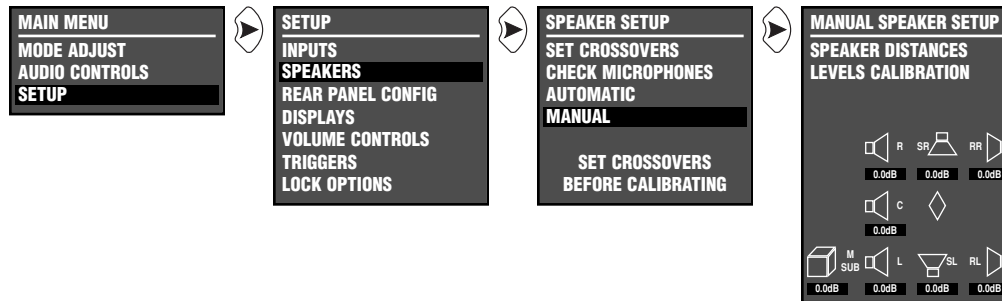 MAIN MENU
MODE ADJUST
AUDIO CONTROLS
SETUP
SETUP
INPUTS
SPEAKERS
REAR PANEL CONFIG
DISPLAYS
VOLUME CONTROLS
TRIGGERS
LOCK OPTIONS
SPEAKER SETUP
SET CROSSOVERS
CHECK MICROPHONES
AUTOMATIC
MANUAL
SET CROSSOVERS
BEFORE CALIBRATING
MANUAL SPEAKER SETUP
SPEAKER DISTANCES
LEVELS CALIBRATION
R SR RR
0.0dB 0.0dB 0.0dB
C
0.0dB
M
SUB L SL RL
0.0dB 0.0dB 0.0dB 0.0dB